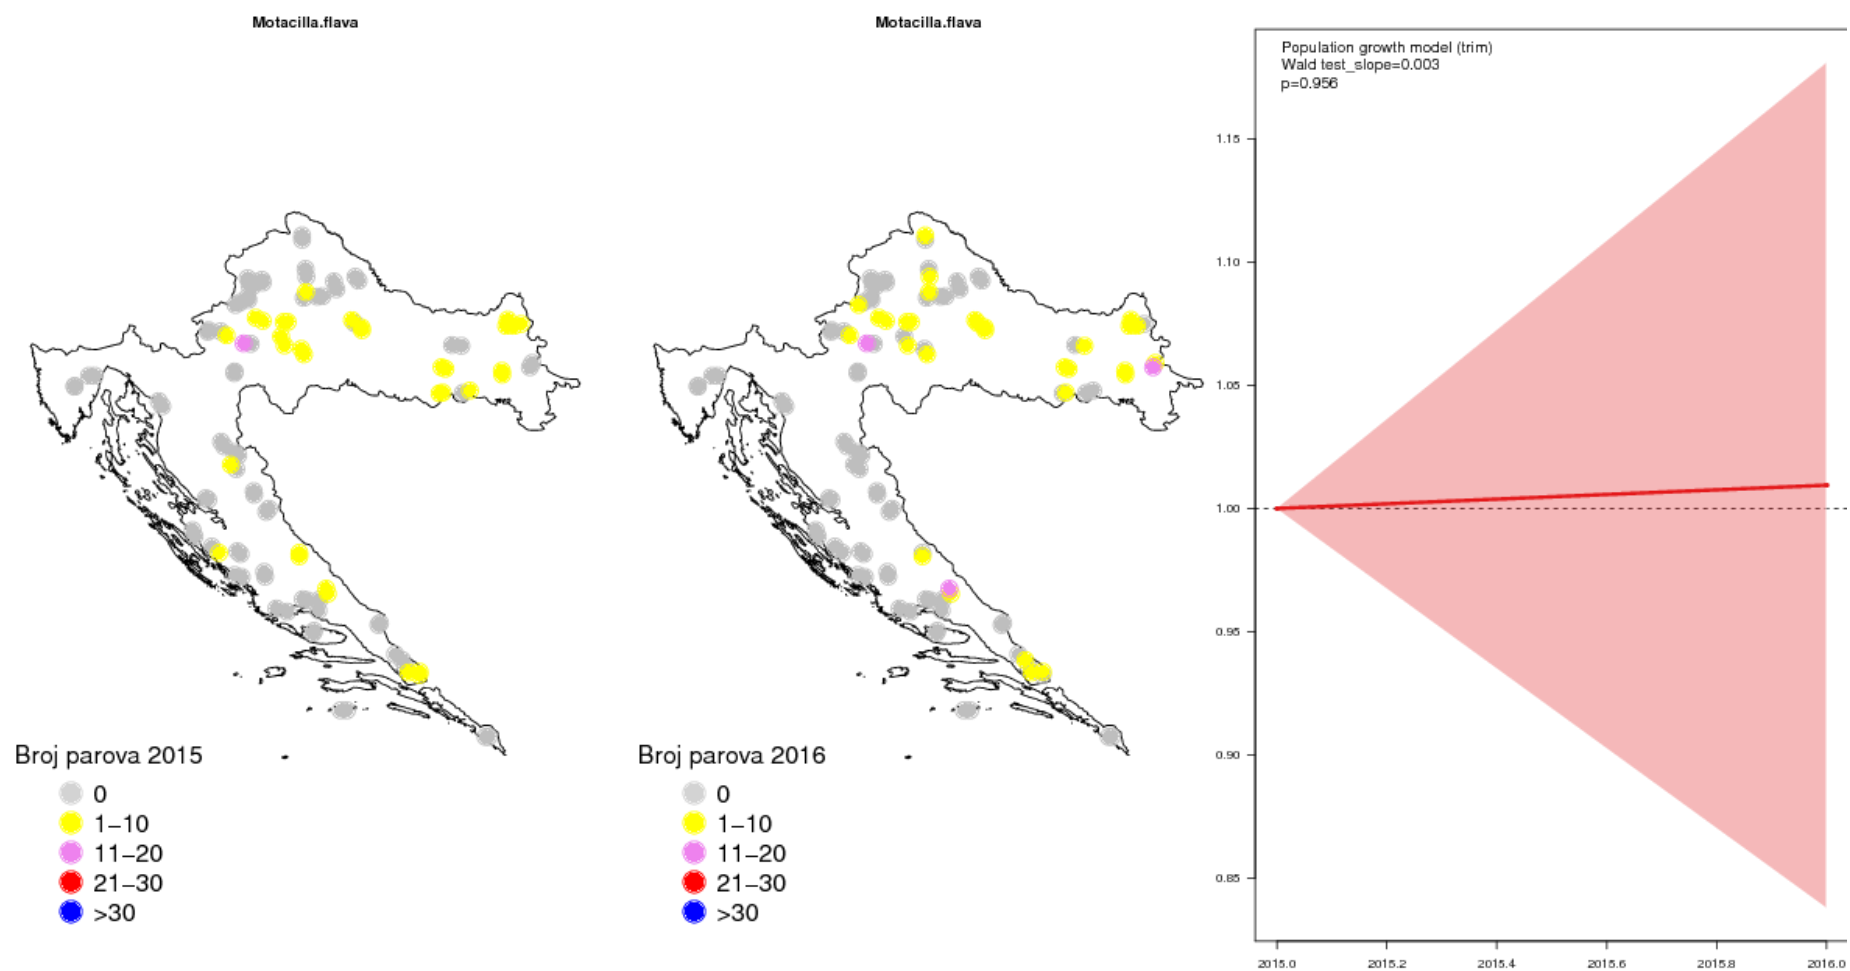 Motacilla.flava
Broj parova 2015
0
1–10
11–20
21–30
>30
Motacilla.flava
Broj parova 2016
0
1–10
11–20
21–30
>30
Population growth model (trim)
Wald test_slope=0.003
p=0.956
1.15
1.10
1.05
1.00
0.95
0.90
0.85
2015.0 2015.2 2015.4 2015.6 2015.8 2016.0